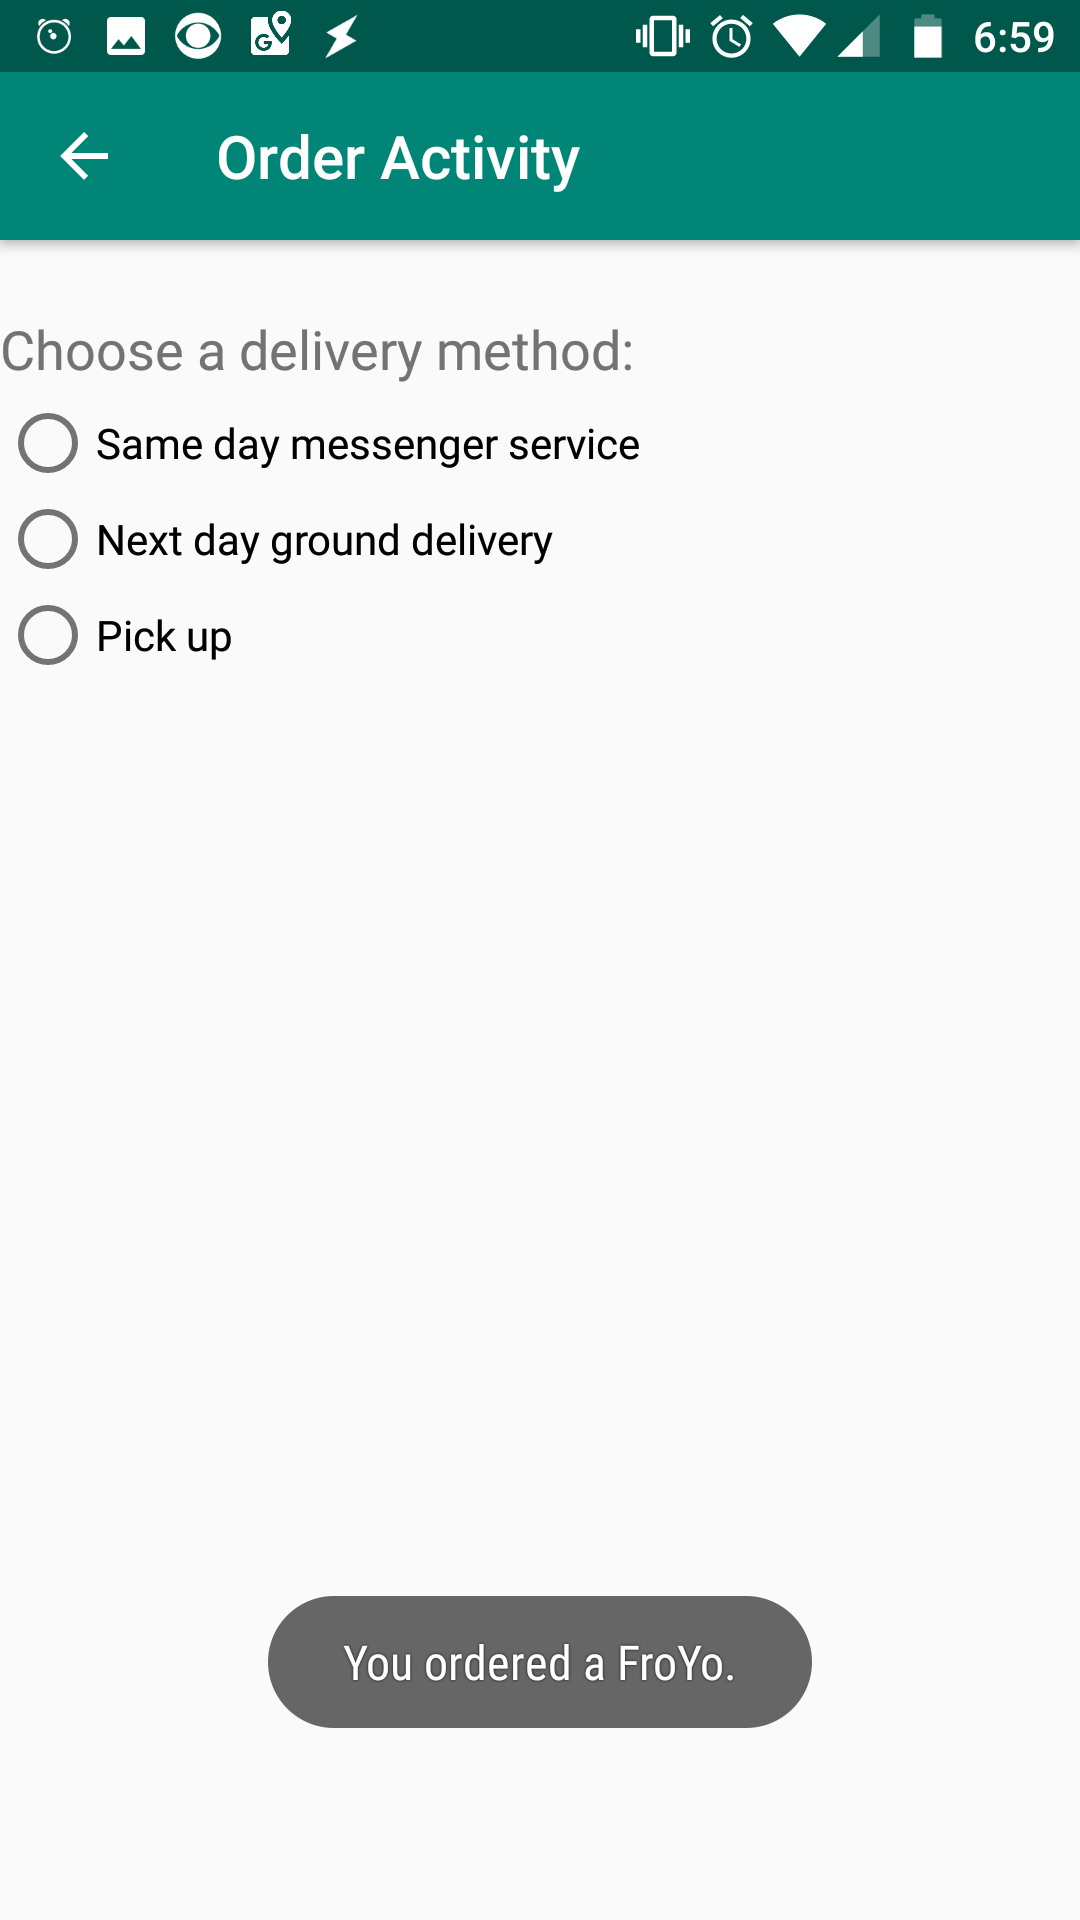 6:59
Order Activity
Choose a delivery method:
Same day messenger service
Next day ground delivery
Pick up
You ordered a FroYo.